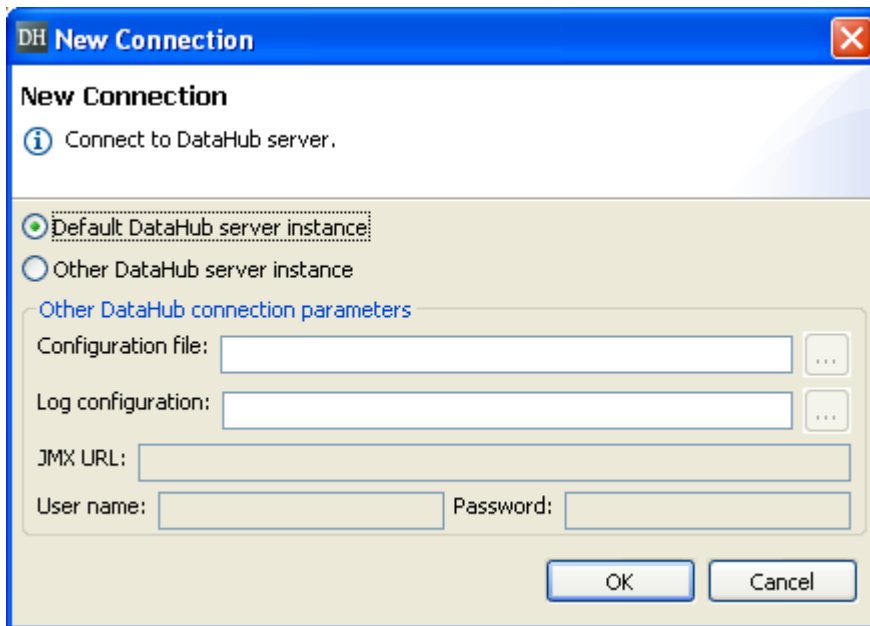 DH New Connection
New Connection
Connect to DataHub server.
Default DataHub server instance
Other DataHub server instance
Other DataHub connection parameters
Configuration file: ...
Log configuration: ...
JMX URL:
User name: Password:
OK Cancel